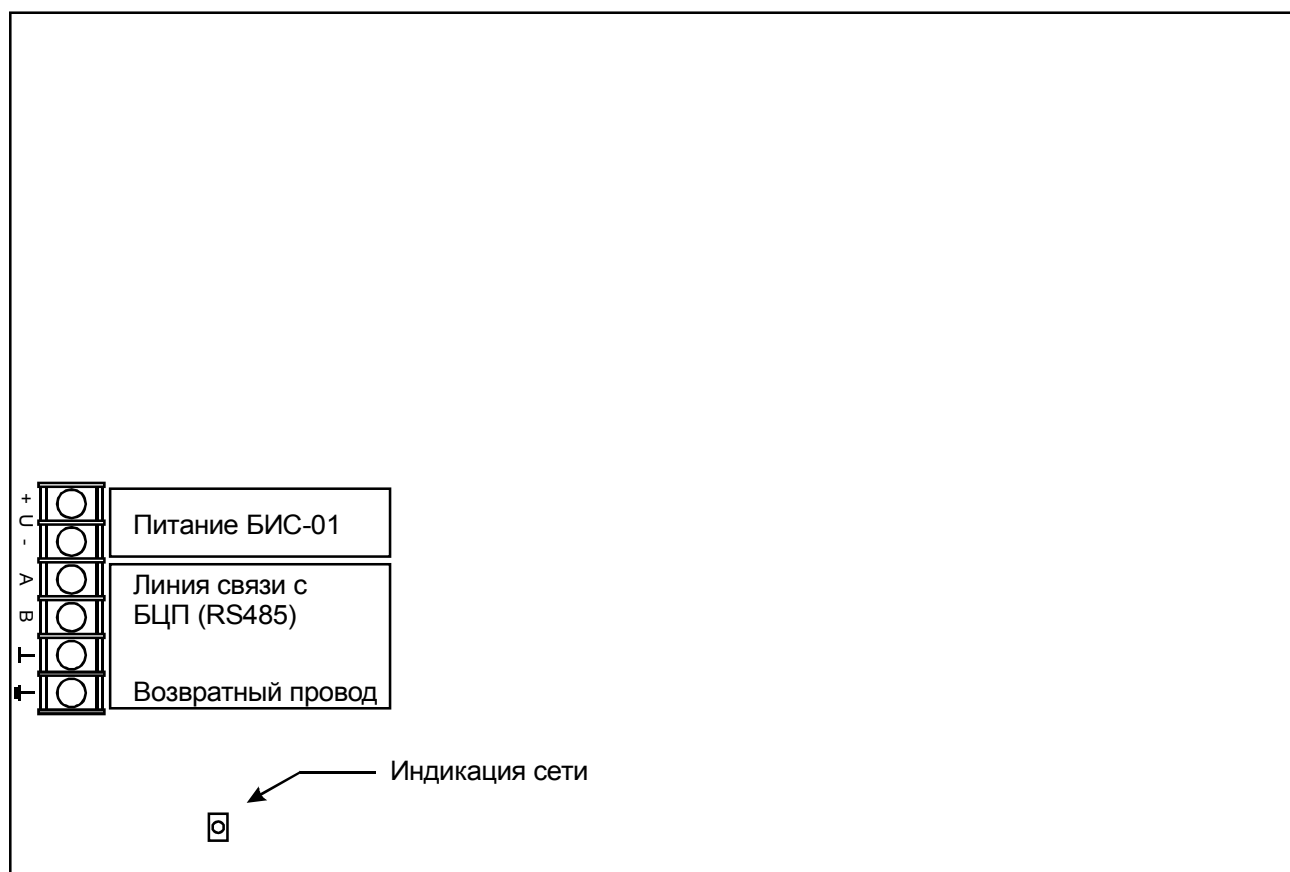 +
U
-
Питание БИС-01
A
B
Линия связи с
БЦП (RS485)
Возвратный провод
Индикация сети